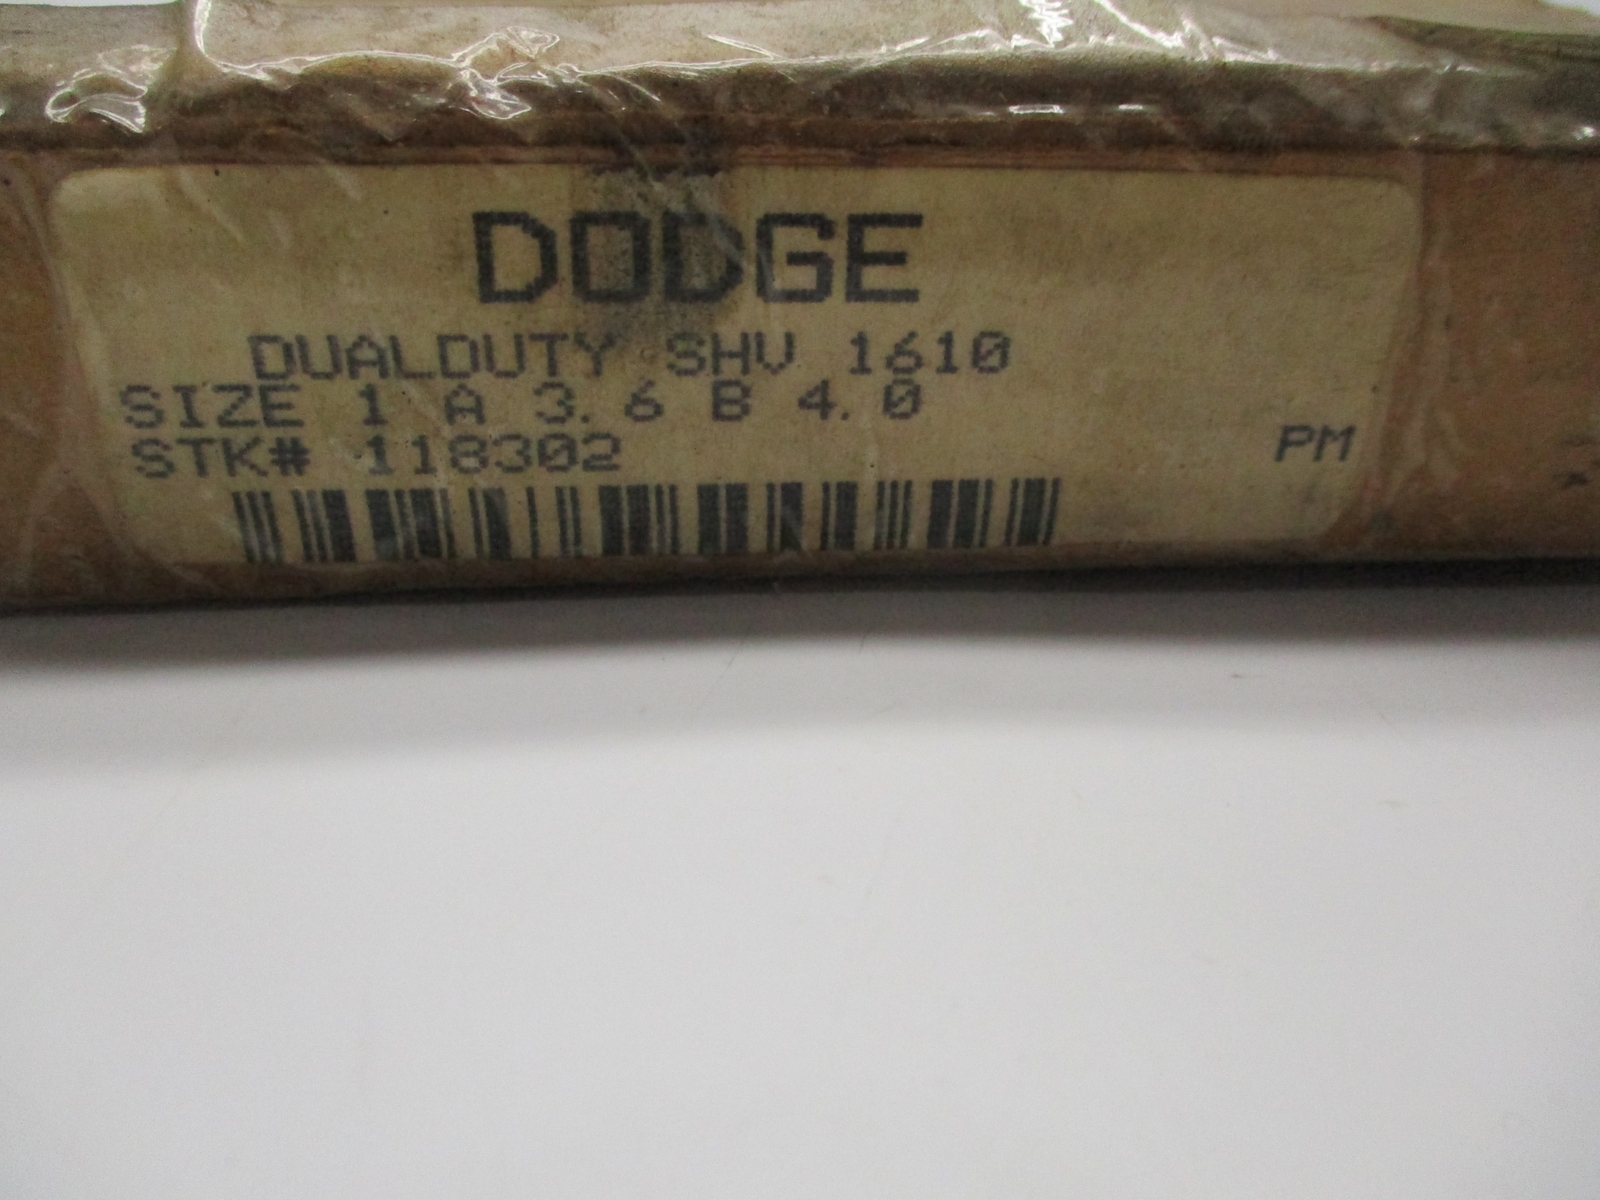 DODGE
DUALDUTY SHV 1610
SIZE 1 A 3.6 B 4.0
STK# 118302
PM